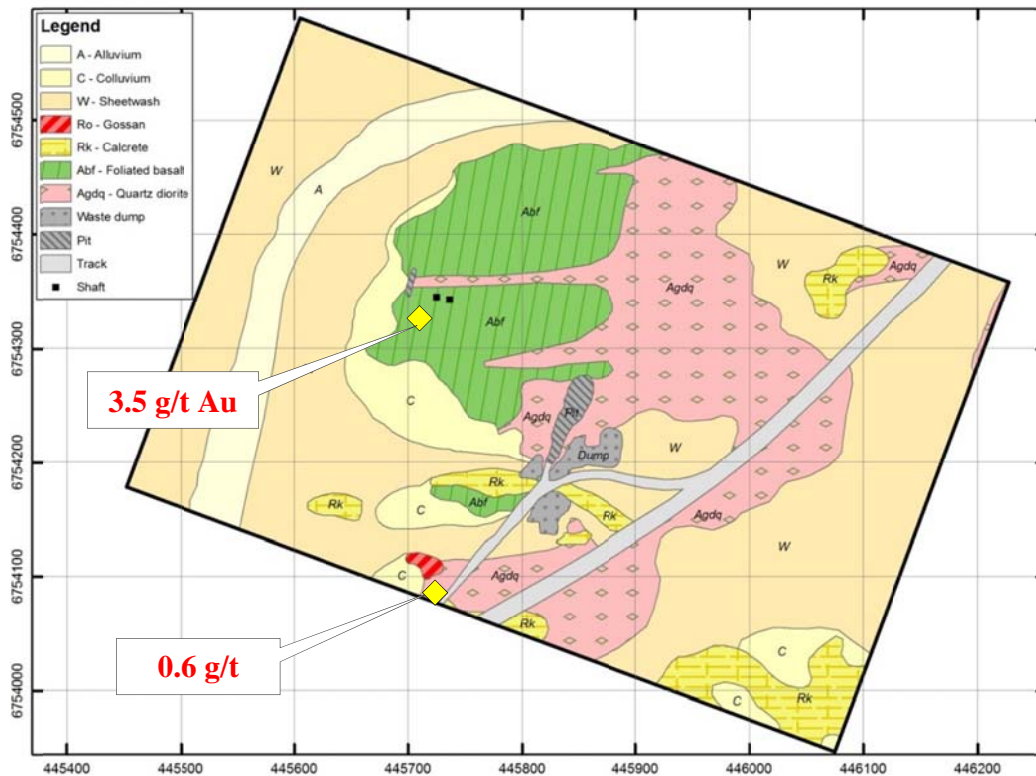 Legend
A - Alluvium
C - Colluvium
W - Sheetwash
Ro - Gossan
Rk - Calcrete
Abf - Foliated basalt
Agdq - Quartz diorite
Waste dump
Pit
Track
Shaft
6754500
6754400
6754300
6754200
6754100
6754000
W
A
Abf
W
Agdq
Rk
Agdq
Abf
3.5 g/t Au
C
Agdq
Pit
W
Dump
Rk
Rk
Abf
C
Rk
Agdq
W
C
Agdq
Rk
0.6 g/t
C
Rk
C
445400 445500 445600 445700 445800 445900 446000 446100 446200